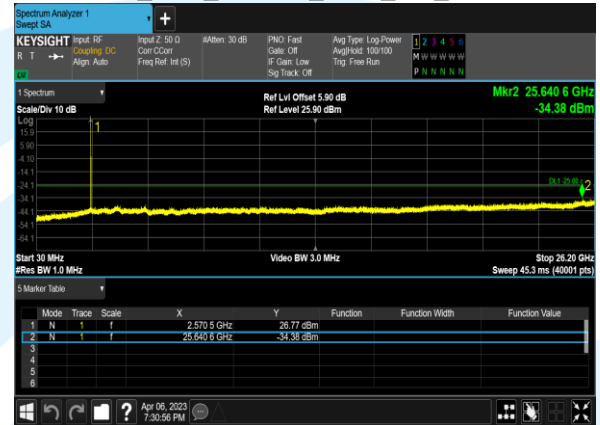 Spectrum Analyzer 1
Swept SA
+
KEYSIGHT Input: RF Input Z: 50 Ω #Atten: 30 dB PNO: Fast Avg Type: Log-Power 1 2 3 4 5 6
R T Coupling: DC Corr CCorr Gate: Off Avg|Hold: 100/100 M W W W W W
Align: Auto Freq Ref: Int (S) IF Gain: Low Trig: Free Run
LXI Sig Track: Off P N N N N N
1 Spectrum Ref Lvl Offset 5.90 dB Mkr2 25.640 6 GHz
Scale/Div 10 dB Ref Level 25.90 dBm -34.38 dBm
Log
15.9 1
5.90
-4.10
-14.1
-24.1 DL1 -25.00 2
-34.1
-44.1
-54.1
-64.1
Start 30 MHz Video BW 3.0 MHz Stop 26.20 GHz
#Res BW 1.0 MHz Sweep 45.3 ms (40001 pts)
5 Marker Table
Mode Trace Scale X Y Function Function Width Function Value
1 N 1 f 2.570 5 GHz 26.77 dBm
2 N 1 f 25.640 6 GHz -34.38 dBm
3
4
5
6
? Apr 06, 2023
7:30:56 PM